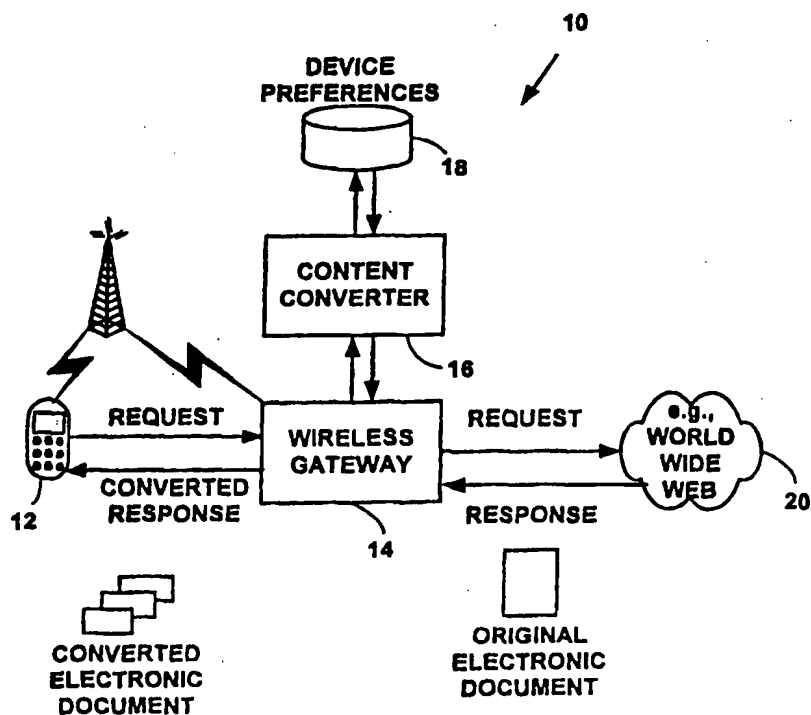 10
DEVICE
PREFERENCES
18
CONTENT
CONVERTER
16
REQUEST
CONVERTED
RESPONSE
12
WIRELESS
GATEWAY
14
REQUEST
RESPONSE
e.g.,
WORLD
WIDE
WEB
20
CONVERTED
ELECTRONIC
DOCUMENT
ORIGINAL
ELECTRONIC
DOCUMENT